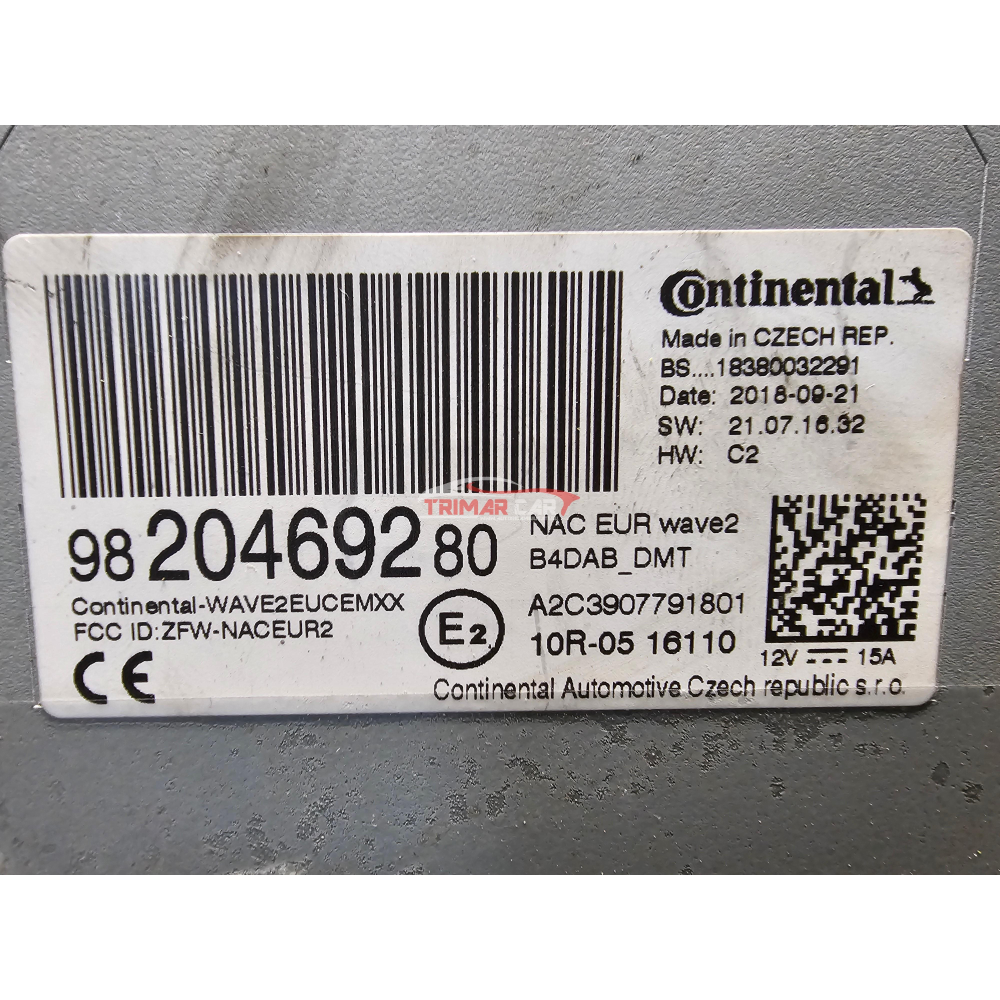 Continental
Made in CZECH REP.
BS....18380032291
Date: 2018-09-21
SW: 21.07.16.32
HW: C2
TRIMARCAR
98 204692 80
NAC EUR wave2
B4DAB_DMT
Continental-WAVE2EUCEMXX
FCC ID:ZFW-NACEUR2
E2
A2C3907791801
10R-05 16110
12V 15A
CE
Continental Automotive Czech republic s.r.o.